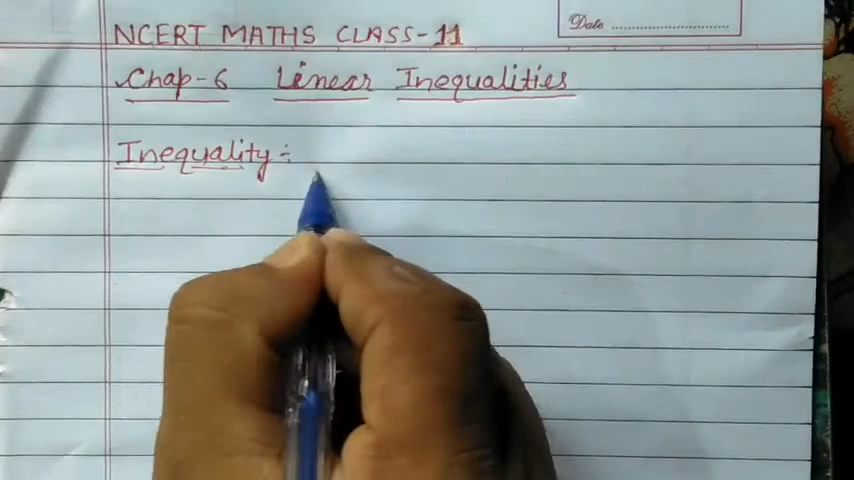 Date ..............................
NCERT MATHS CLASS-11
Chap-6 Linear Inequalities
Inequality :-